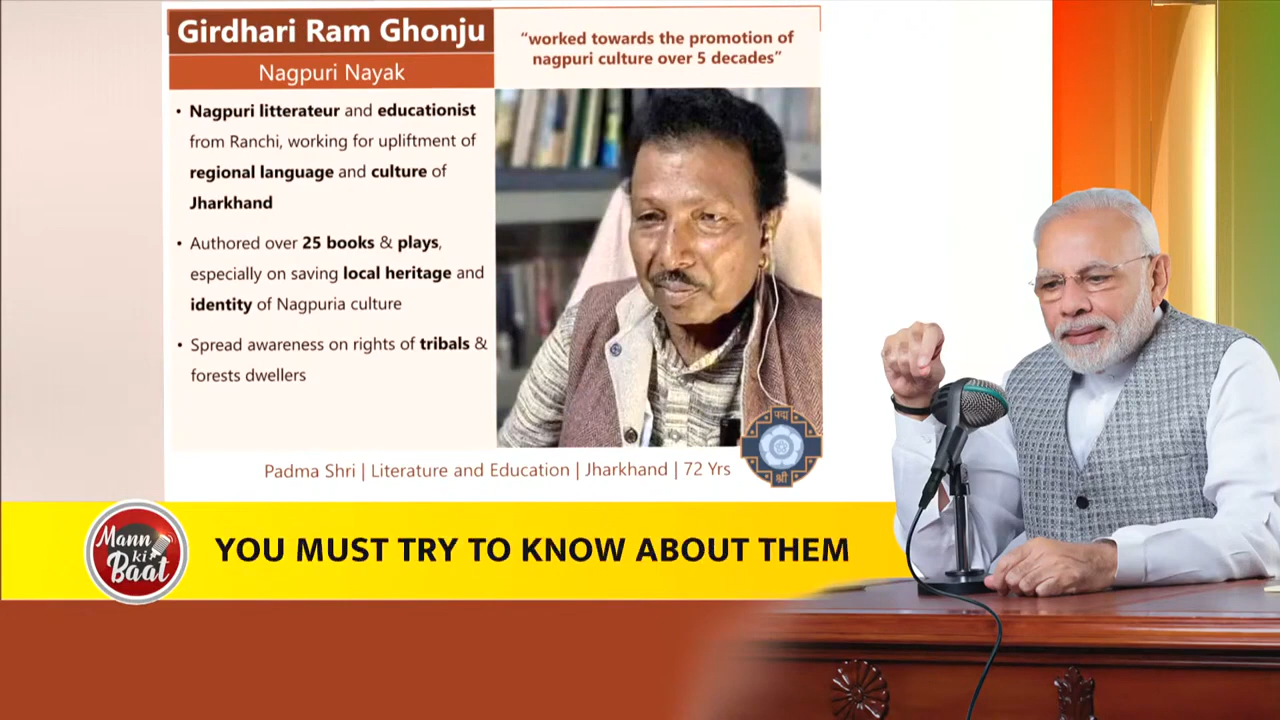 Girdhari Ram Ghonju
Nagpuri Nayak
“worked towards the promotion of
nagpuri culture over 5 decades”
• Nagpuri litterateur and educationist
from Ranchi, working for upliftment of
regional language and culture of
Jharkhand
• Authored over 25 books & plays,
especially on saving local heritage and
identity of Nagpuria culture
• Spread awareness on rights of tribals &
forests dwellers
पद्म
श्री
Padma Shri | Literature and Education | Jharkhand | 72 Yrs
Mann
ki
Baat
YOU MUST TRY TO KNOW ABOUT THEM